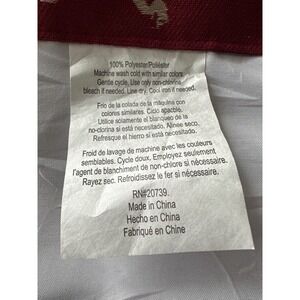 100% Polyester/Poliéster
Machine wash cold with similar colors.
Gentle cycle. Use only non-chlorine
bleach if needed. Line dry. Cool iron if needed.
Frio de la colada de la máquina con
colorus similares. Ciclo apacible.
Utilice solamente el blanqueo de la
no-clorina si está necesitado. Alinee seco.
Refresque el hierro si está necesitado.
Froid de lavage de machine avec les couleurs
semblables. Cycle doux. Employez seulement
l'agent de blanchiment de non-chlore si nécessaire.
Rayez sec. Refroidissez le fer si nécessaire.
RN#20739.
Made in China
Hecho en China
Fabriqué en Chine